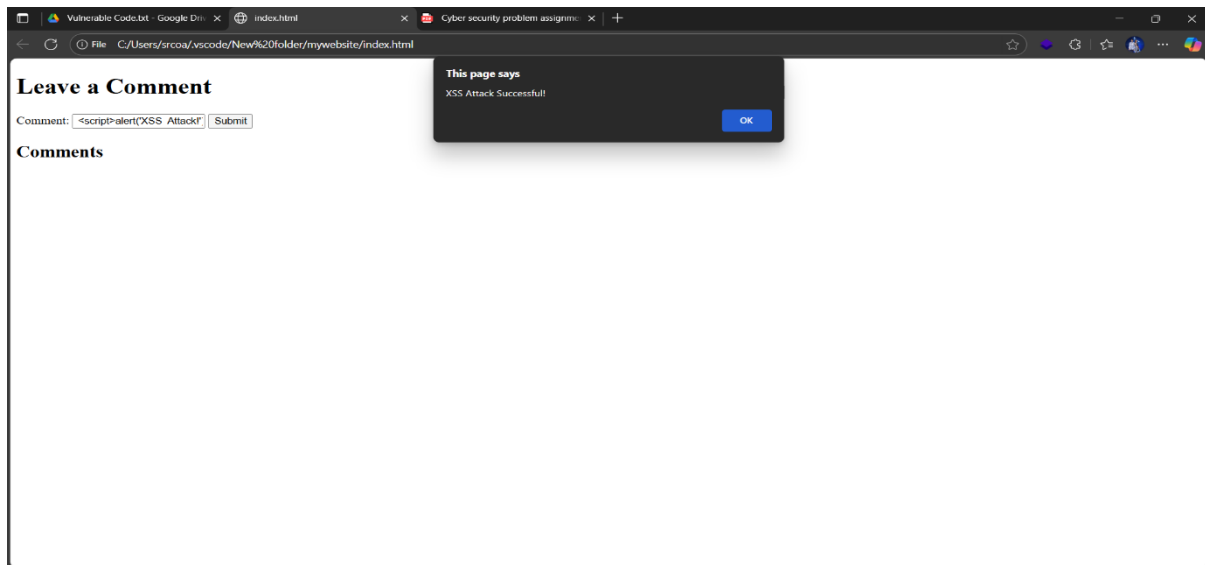 Vulnerable Code.txt - Google Driv
index.html
Cyber security problem assignme
File C:/Users/srcoa/.vscode/New%20folder/mywebsite/index.html
This page says
XSS Attack Successful!
OK
Leave a Comment
Comment: <script>alert('XSS Attack!' Submit
Comments